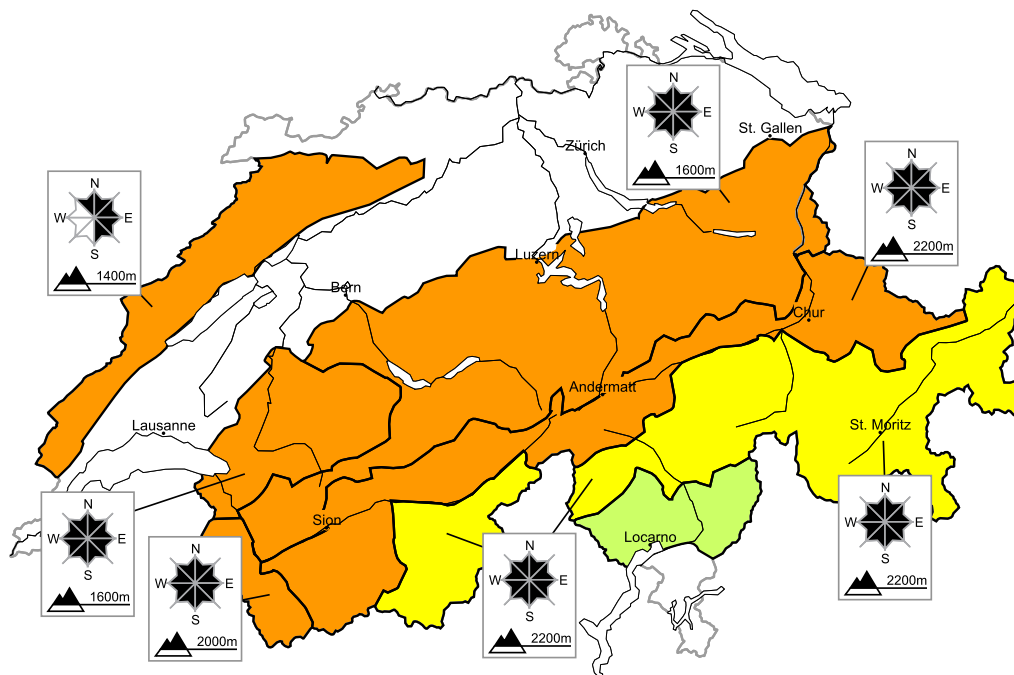 N
W E
S
1600m
St. Gallen
Zürich
N
W E
S
2200m
N
W E
S
1400m
Luzern
Bern
Chur
Andermatt
Lausanne
St. Moritz
N
W E
S
1600m
Sion
N
W E
S
2000m
Locarno
N
W E
S
2200m
N
W E
S
2200m